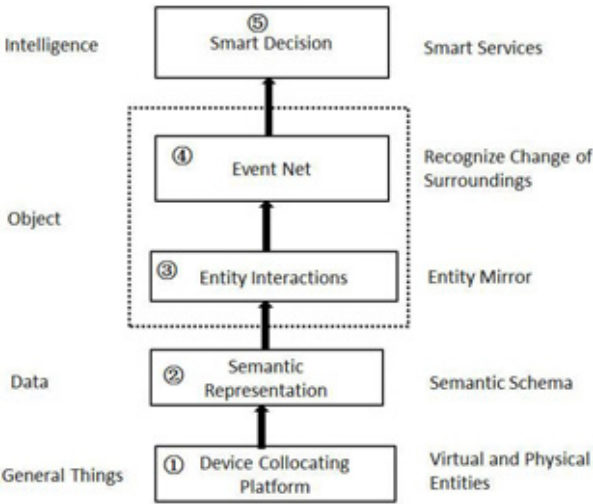 ⑤
Intelligence
Smart Decision
Smart Services
④
Event Net
Recognize Change of
Surroundings
Object
③
Entity Interactions
Entity Mirror
②
Semantic
Representation
Data
Semantic Schema
①
Device Collocating
Platform
General Things
Virtual and Physical
Entities